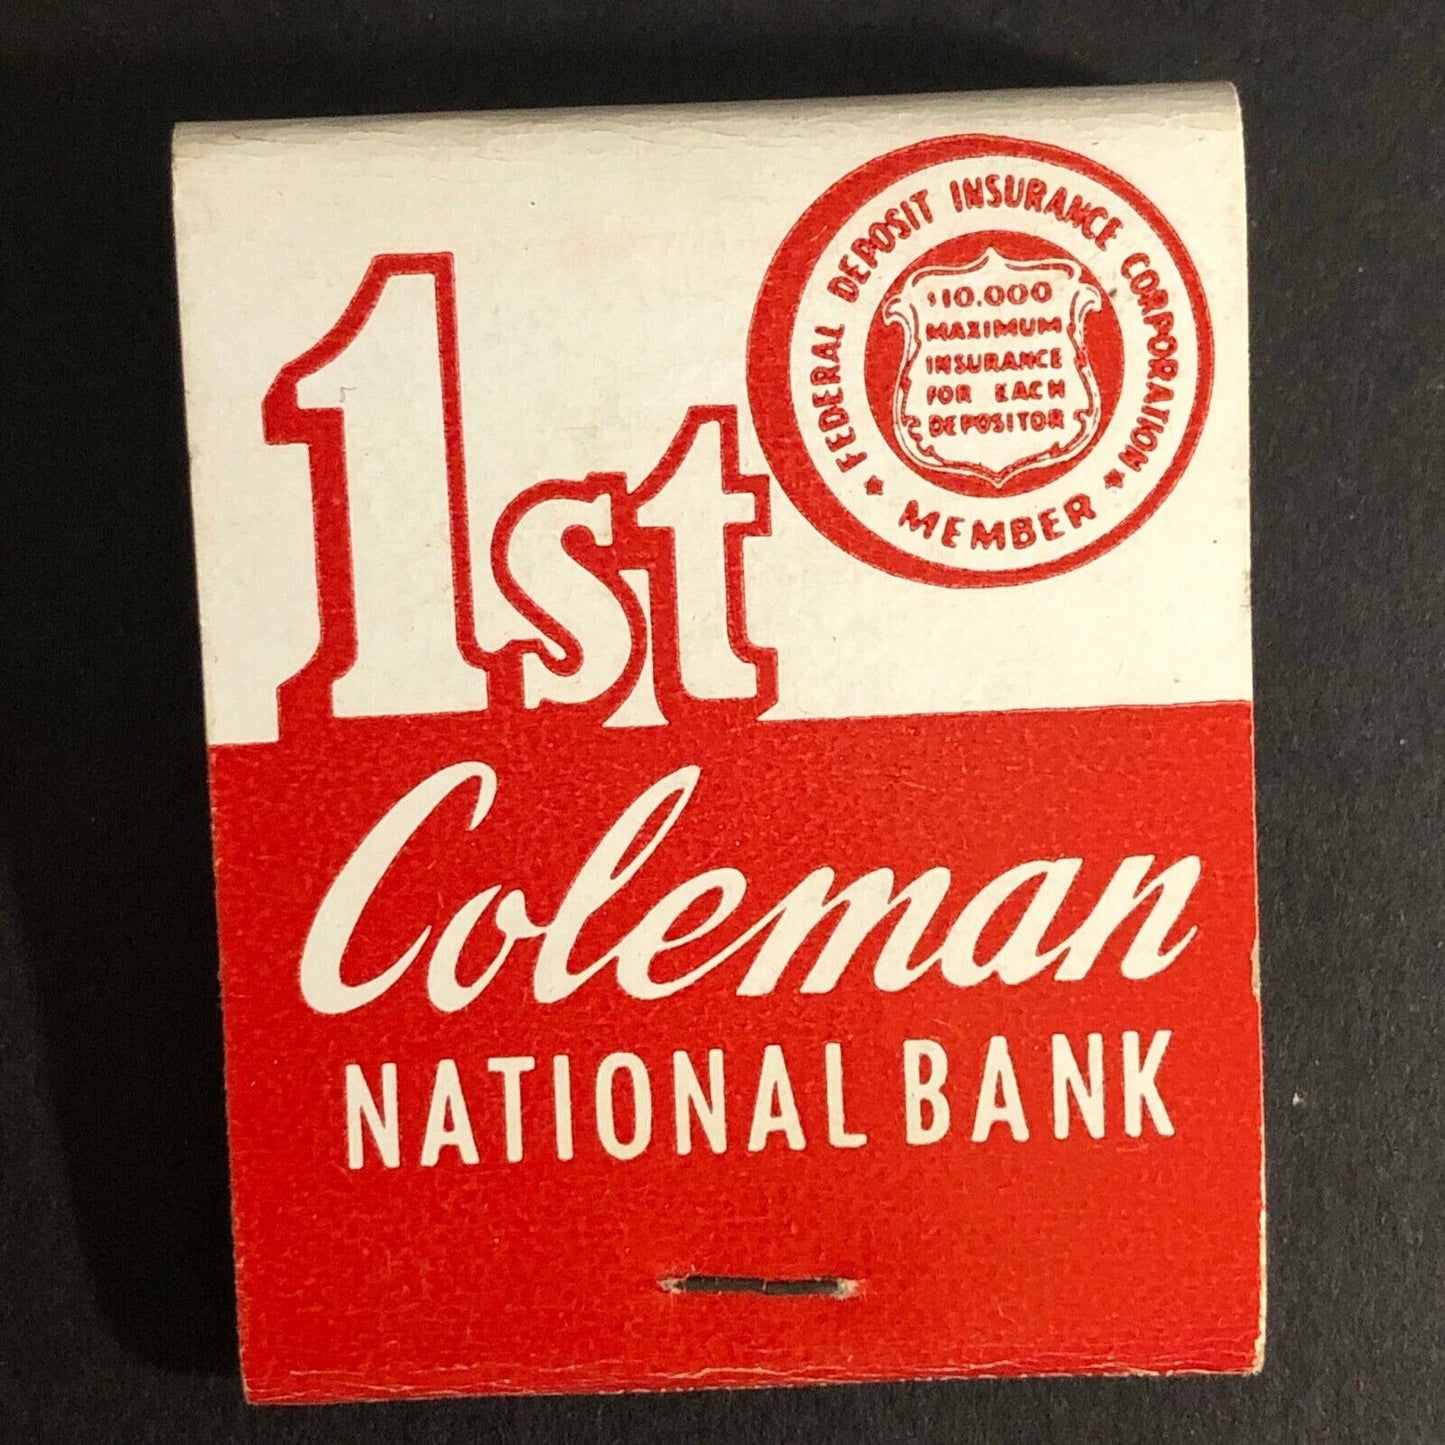 1st
FEDERAL DEPOSIT INSURANCE CORPORATION
$10.000
MAXIMUM
INSURANCE
FOR EACH
DEPOSITOR
★ MEMBER ★
Coleman
NATIONAL BANK